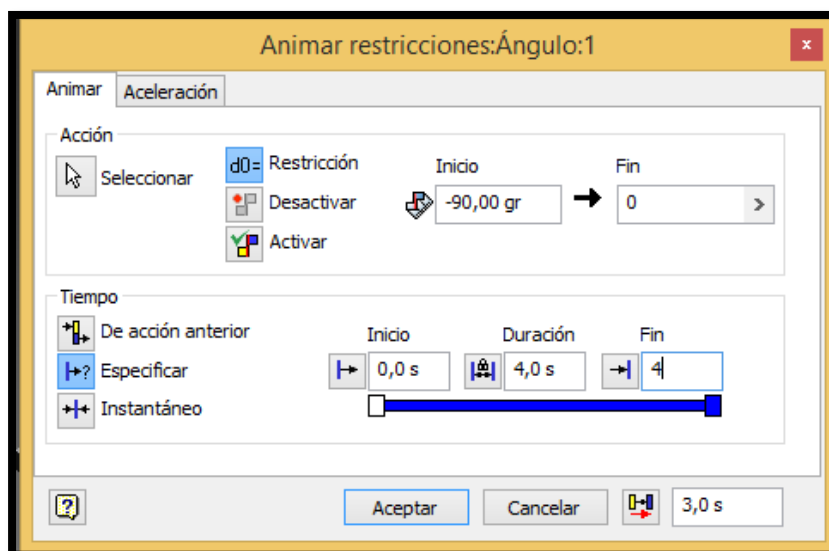 Animar restricciones:Ángulo:1
x
Animar Aceleración
Acción
Seleccionar
d0= Restricción
Desactivar
Activar
Inicio
-90,00 gr
Fin
0 >
Tiempo
De acción anterior
? Especificar
Instantáneo
Inicio Duración Fin
0,0 s 4,0 s 4
? Aceptar Cancelar 3,0 s